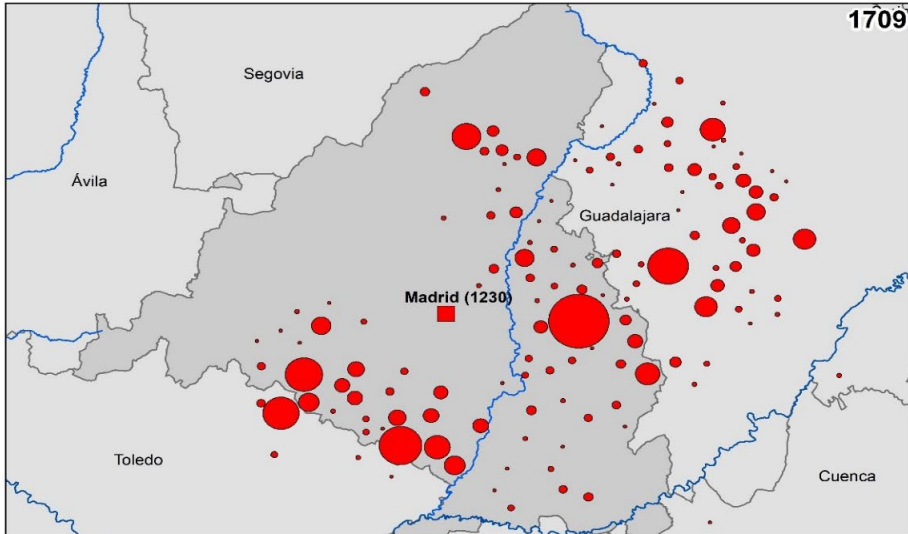 1709
Segovia
Ávila
Guadalajara
Madrid (1230)
Toledo
Cuenca